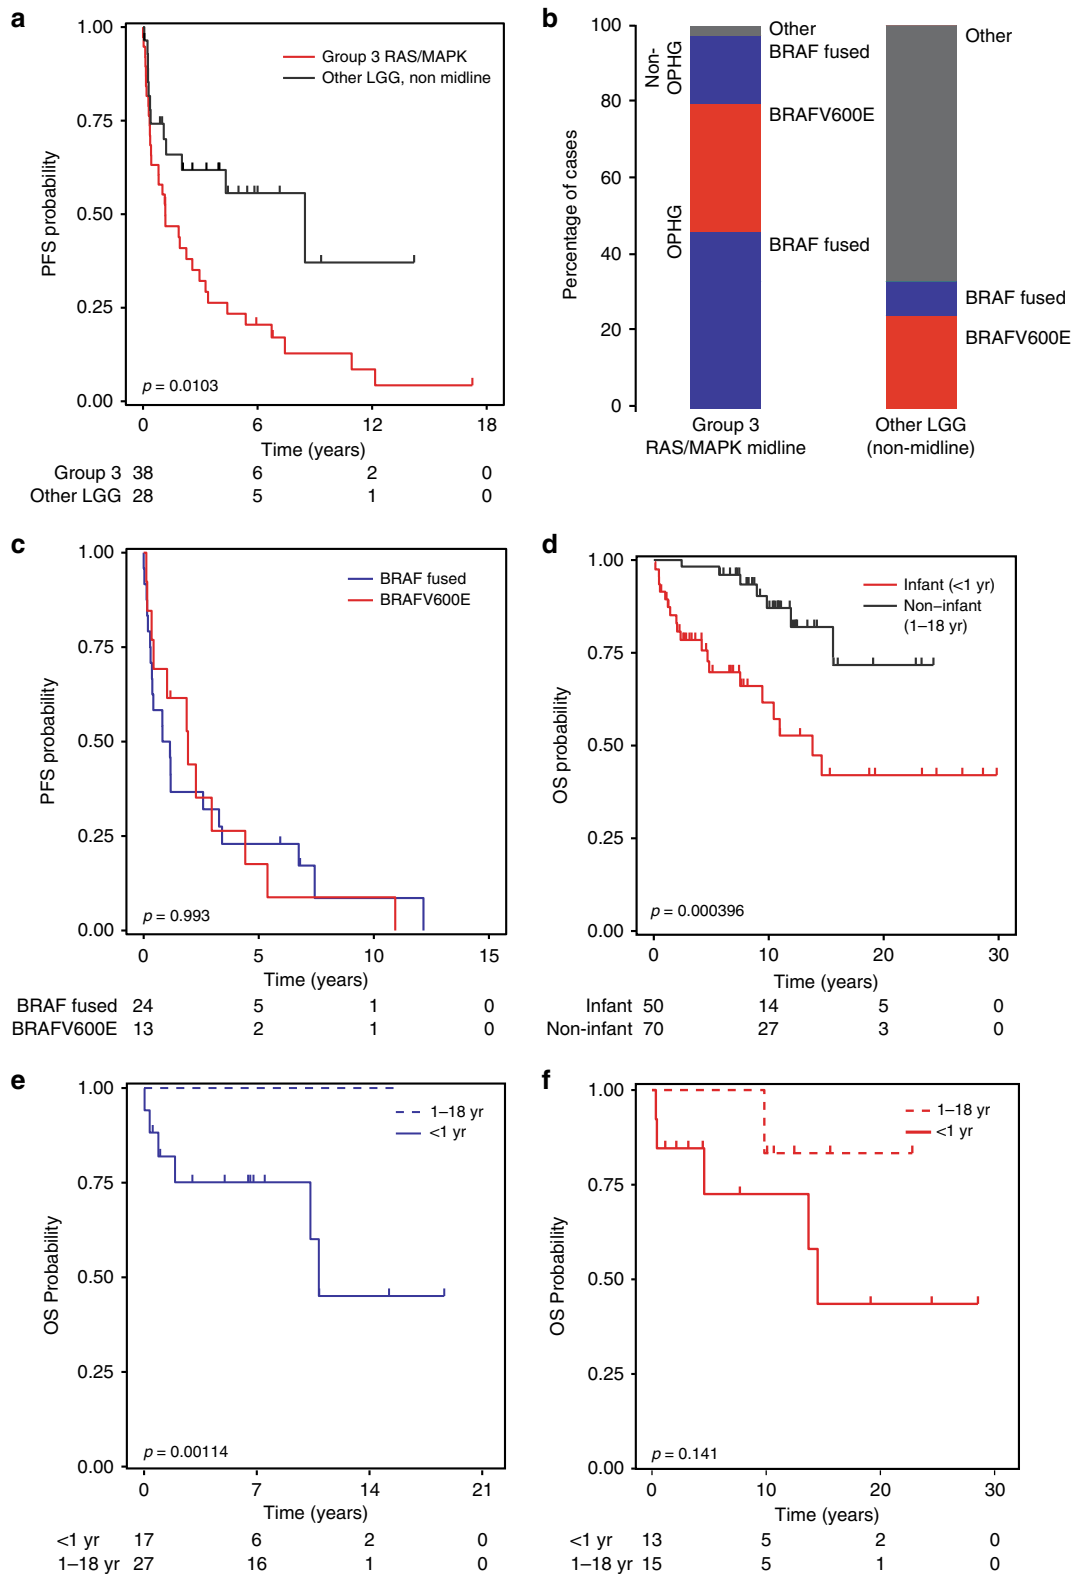 a
1.00
0.75
0.50
0.25
0.00
PFS probability
Group 3 RAS/MAPK
Other LGG, non midline
p = 0.0103
0 6 12 18
Time (years)
Group 3 38 6 2 0
Other LGG 28 5 1 0
b
100
80
60
40
20
0
Percentage of cases
Non-
OPHG
OPHG
Other
BRAF fused
BRAFV600E
BRAF fused
Other
BRAF fused
BRAFV600E
Group 3
RAS/MAPK midline
Other LGG
(non-midline)
c
1.00
0.75
0.50
0.25
0.00
PFS probability
BRAF fused
BRAFV600E
p = 0.993
0 5 10 15
Time (years)
BRAF fused 24 5 1 0
BRAFV600E 13 2 1 0
d
1.00
0.75
0.50
0.25
0.00
OS probability
Infant (<1 yr)
Non−infant
(1−18 yr)
p = 0.000396
0 10 20 30
Time (years)
Infant 50 14 5 0
Non-infant 70 27 3 0
e
1.00
0.75
0.50
0.25
0.00
OS Probability
1−18 yr
<1 yr
p = 0.00114
0 7 14 21
Time (years)
<1 yr 17 6 2 0
1−18 yr 27 16 1 0
f
1.00
0.75
0.50
0.25
0.00
OS Probability
1−18 yr
<1 yr
p = 0.141
0 10 20 30
Time (years)
<1 yr 13 5 2 0
1−18 yr 15 5 1 0